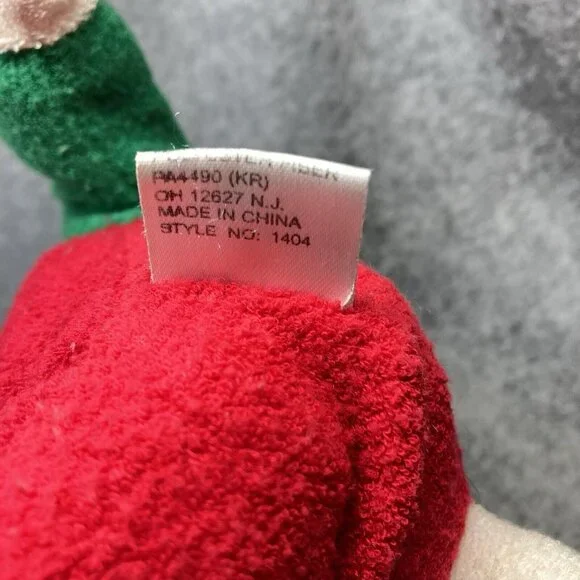 PA4490 (KR)
OH 12627 N.J.
MADE IN CHINA
STYLE NO: 1404